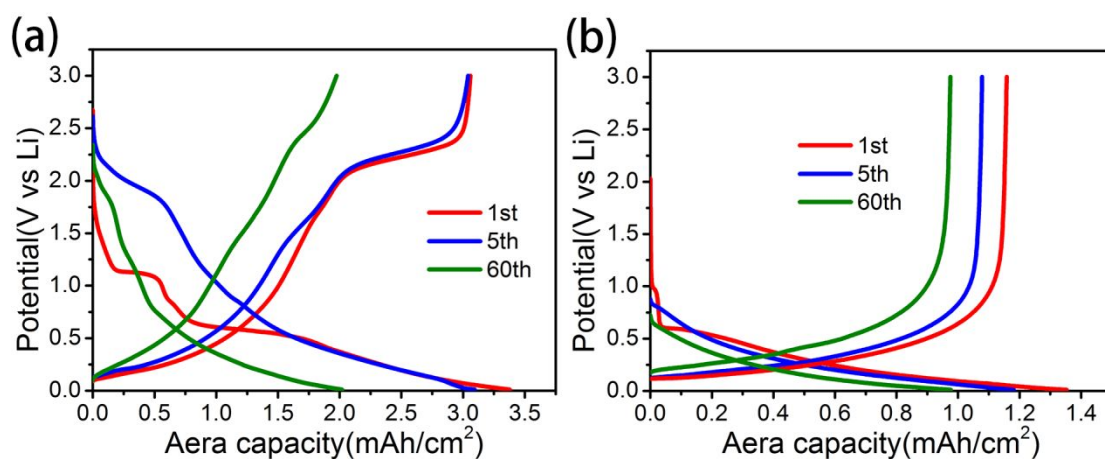 (a)
Potential(V vs Li)
3.0
2.5
2.0
1.5
1.0
0.5
0.0
1st
5th
60th
0.0 0.5 1.0 1.5 2.0 2.5 3.0 3.5
Aera capacity(mAh/cm²)
(b)
Potential(V vs Li)
3.0
2.5
2.0
1.5
1.0
0.5
0.0
1st
5th
60th
0.0 0.2 0.4 0.6 0.8 1.0 1.2 1.4
Aera capacity(mAh/cm²)